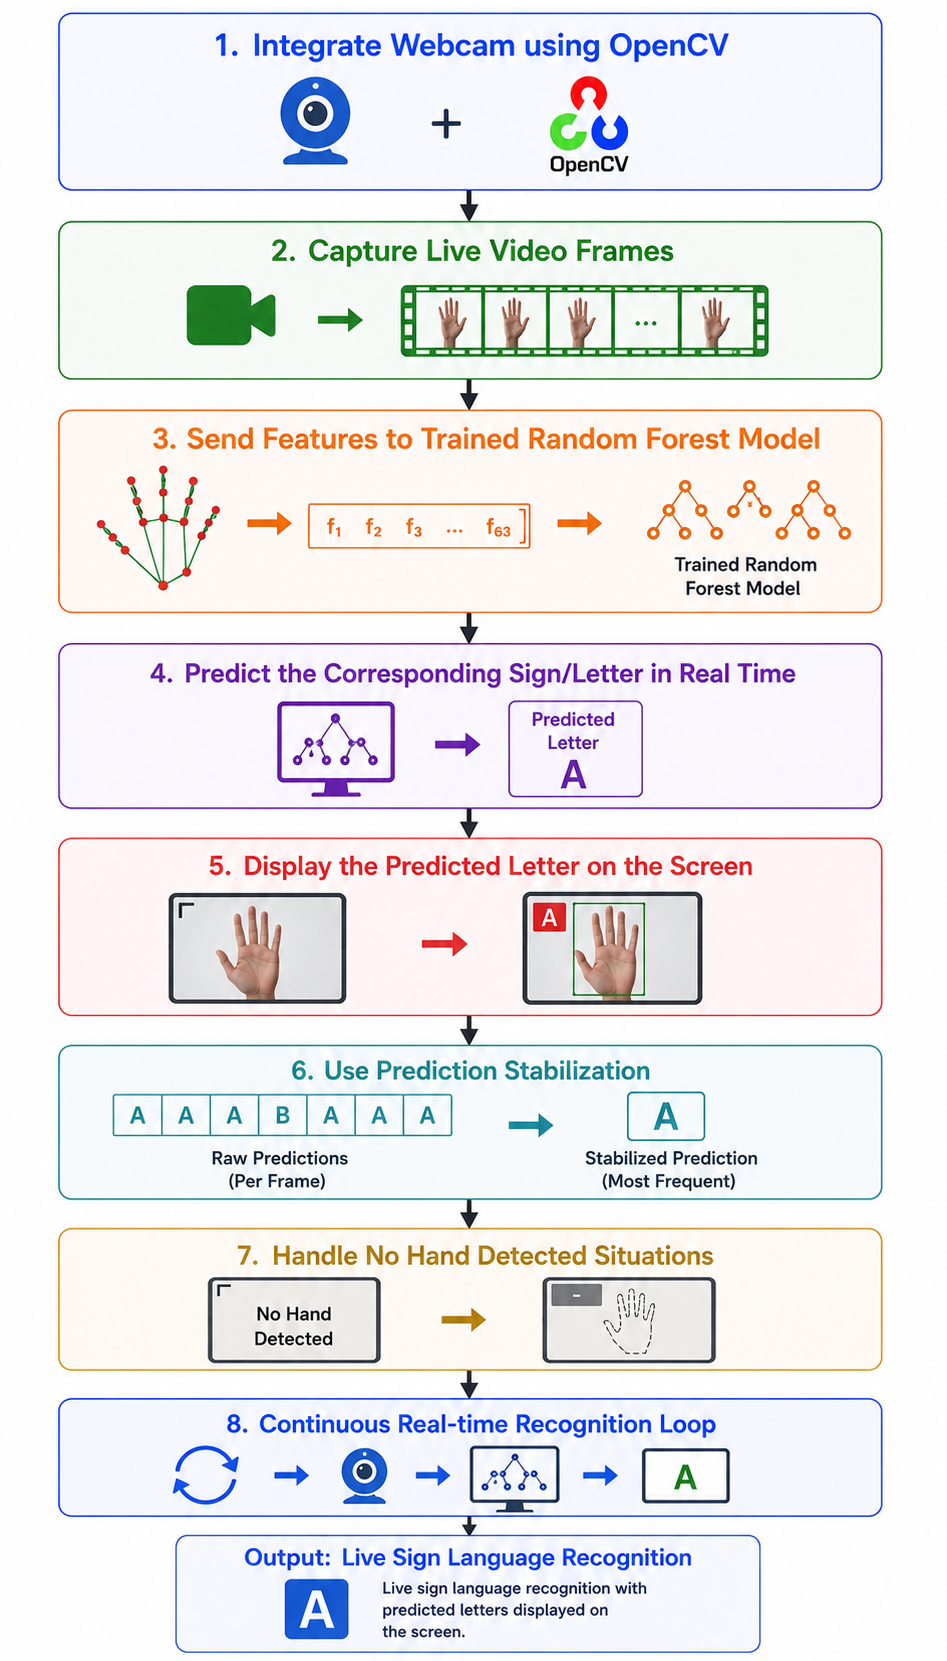 1. Integrate Webcam using OpenCV
+
OpenCV
2. Capture Live Video Frames
...
3. Send Features to Trained Random Forest Model
f1 f2 f3 ... f63 ]
Trained Random
Forest Model
4. Predict the Corresponding Sign/Letter in Real Time
Predicted
Letter
A
5. Display the Predicted Letter on the Screen
A
6. Use Prediction Stabilization
A A A B A A A
A
Raw Predictions
(Per Frame)
Stabilized Prediction
(Most Frequent)
7. Handle No Hand Detected Situations
No Hand
Detected
-
8. Continuous Real-time Recognition Loop
A
Output: Live Sign Language Recognition
A
Live sign language recognition with
predicted letters displayed on
the screen.